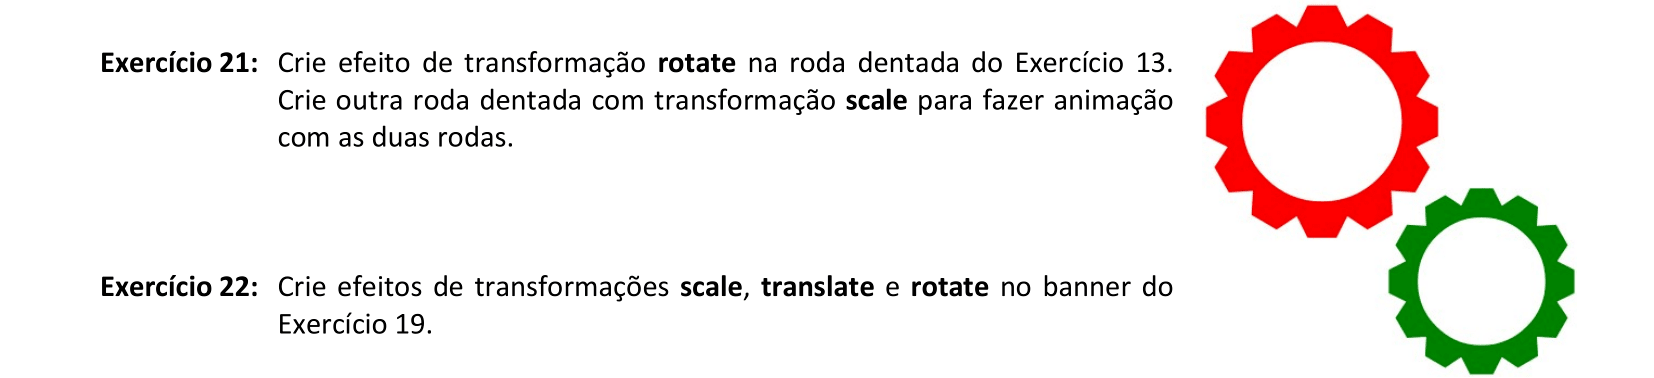 Exercício 21: Crie efeito de transformação rotate na roda dentada do Exercício 13.
Crie outra roda dentada com transformação scale para fazer animação
com as duas rodas.
Exercício 22: Crie efeitos de transformações scale, translate e rotate no banner do
Exercício 19.